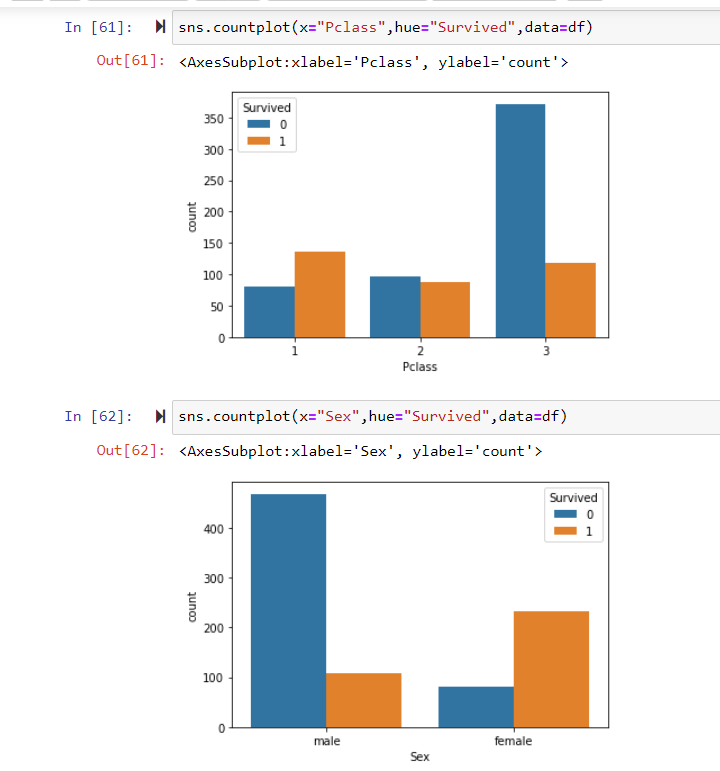 In [61]: sns.countplot(x="Pclass",hue="Survived",data=df)
Out[61]: <AxesSubplot:xlabel='Pclass', ylabel='count'>
Survived
0
1
350
300
250
200
150
100
50
0
count
1 2 3
Pclass
In [62]: sns.countplot(x="Sex",hue="Survived",data=df)
Out[62]: <AxesSubplot:xlabel='Sex', ylabel='count'>
Survived
0
1
400
300
200
100
0
count
male female
Sex